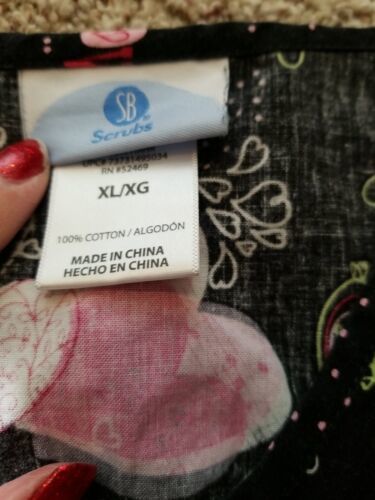 SB
Scrubs
RN #52469
XL/XG
100% COTTON / ALGODÓN
MADE IN CHINA
HECHO EN CHINA